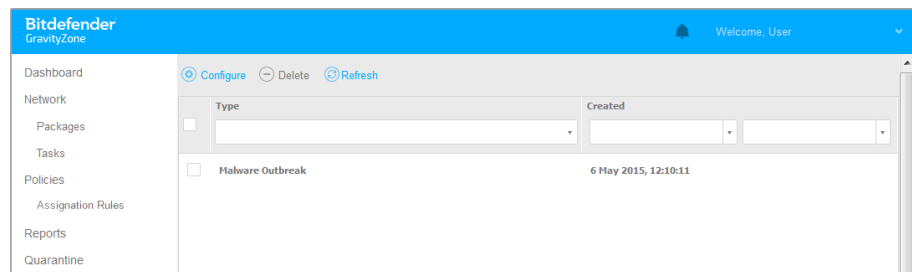 Bitdefender
GravityZone
Welcome, User
Dashboard
Network
Packages
Tasks
Policies
Assignation Rules
Reports
Quarantine
Configure Delete Refresh
Type Created
Malware Outbreak 6 May 2015, 12:10:11